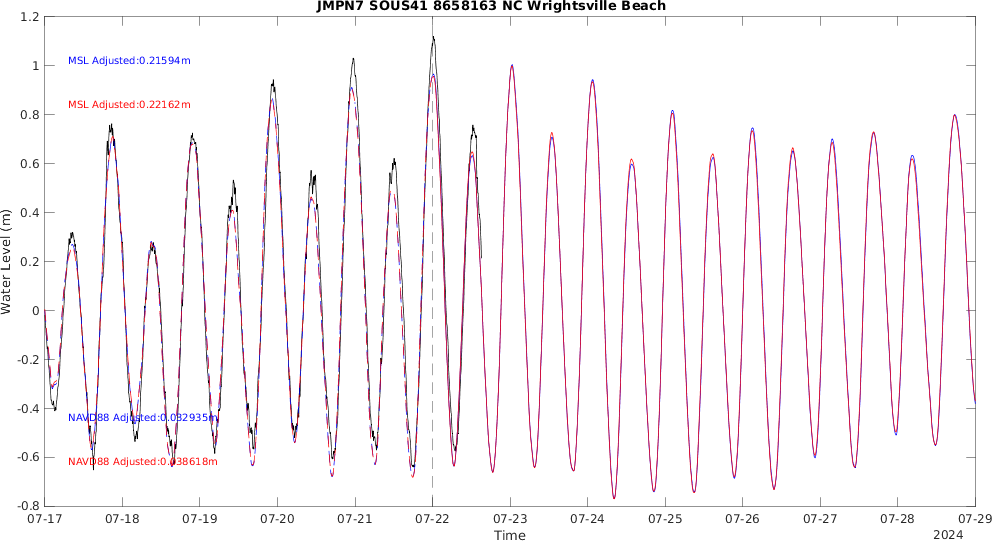 JMPN7 SOUS41 8658163 NC Wrightsville Beach
1.2
1
0.8
0.6
0.4
0.2
0
-0.2
-0.4
-0.6
-0.8
Water Level (m)
MSL Adjusted:0.21594m
MSL Adjusted:0.22162m
NAVD88 Adjusted:0.032935m
NAVD88 Adjusted:0.038618m
07-17 07-18 07-19 07-20 07-21 07-22 07-23 07-24 07-25 07-26 07-27 07-28 07-29
Time
2024